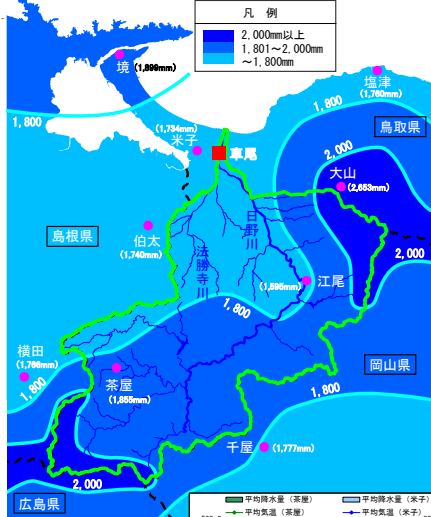 凡 例
2,000mm以上
1,801～2,000mm
～1,800mm
境
(1,899mm)
塩津
(1,760mm)
1,800
1,800
鳥取県
(1,734mm)
米子
車尾
2,000
大山
(2,653mm)
島根県
伯太
(1,740mm)
日野川
法勝寺川
2,000
(1,595mm)
江尾
1,800
横田
(1,766mm)
1,800
茶屋
(1,855mm)
岡山県
1,800
千屋
(1,777mm)
2,000
広島県
平均降水量（茶屋）
平均降水量（米子）
平均気温（茶屋）
平均気温（米子）